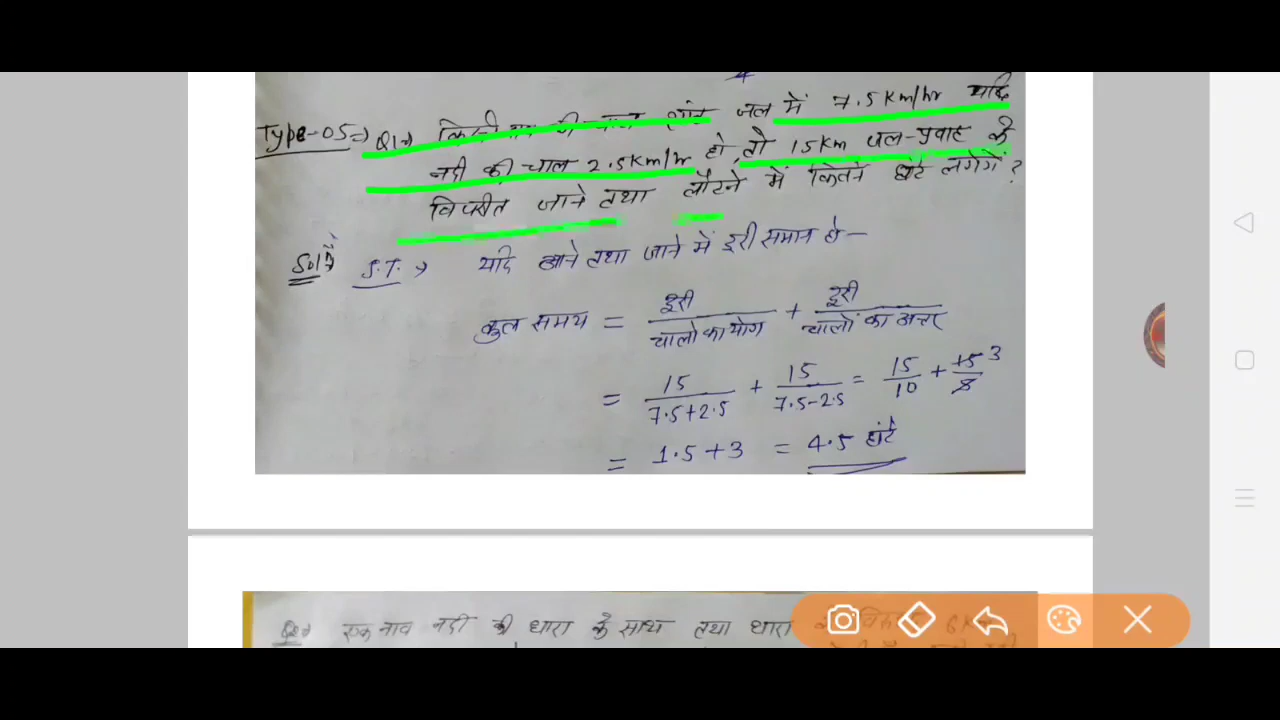 Type-05⇒ Q1⇒ किसी नाव की चाल शांत जल में 7.5 Km/hr यदि
नदी की चाल 2.5 Km/hr हो, तो 15 Km जल-प्रवाह के
विपरीत जाने तथा लौटने में कितने घंटे लगेगें?
Solⁿ S.T.⇒ यदि आने तथा जाने में दूरी समान हो—
कुल समय = दूरी/चालो का योग + दूरी/चालों का अन्तर
= 15/7.5+2.5 + 15/7.5-2.5 = 15/10 + 15/5 3
= 1.5+3 = 4.5 घंटे
Q2⇒ एक नाव नदी की धारा के साथ तथा धारा